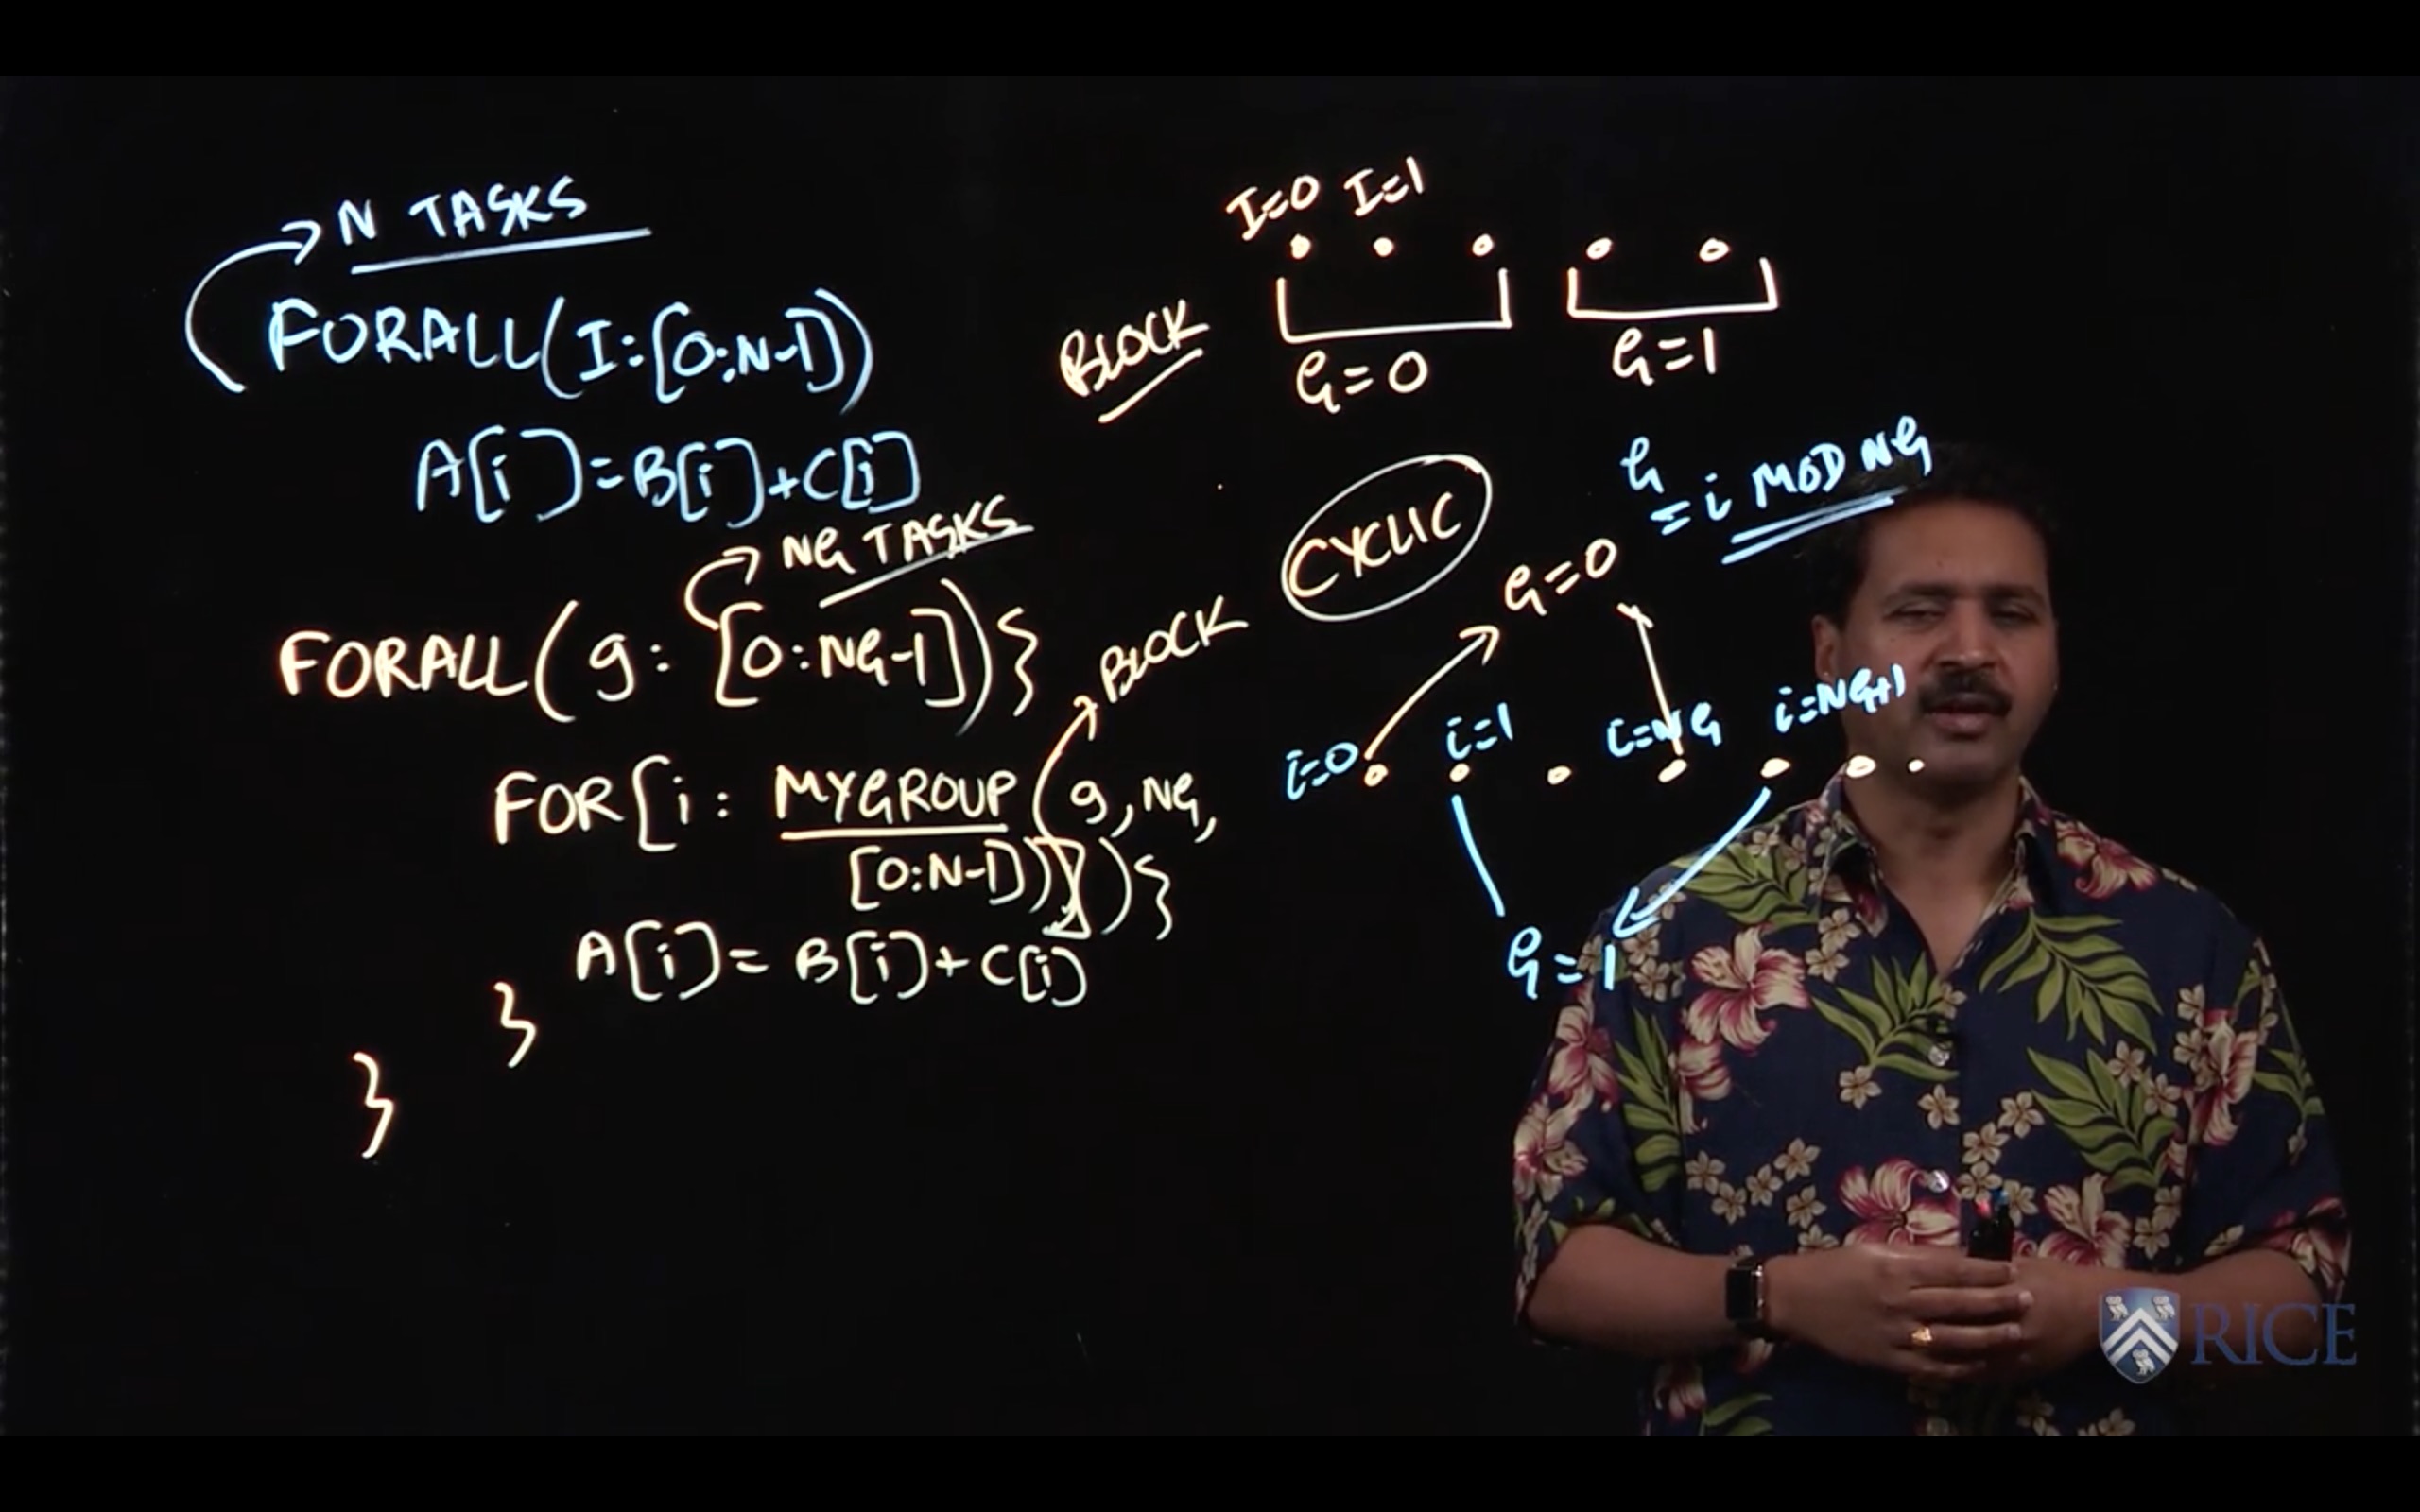 N TASKS
FORALL(I:[0:N-1])
A[i]=B[i]+C[i]
NG TASKS
FORALL(g: [0:NG-1]){
BLOCK
FOR[i: MYGROUP(g, NG,
[0:N-1])){
A[i]= B[i]+C[i]
}
}
I=0 I=1
BLOCK
G=0 G=1
CYCLIC
G
= i MOD NG
G=0
i=0 i=1 i=NG i=NG+1
G=1
RICE